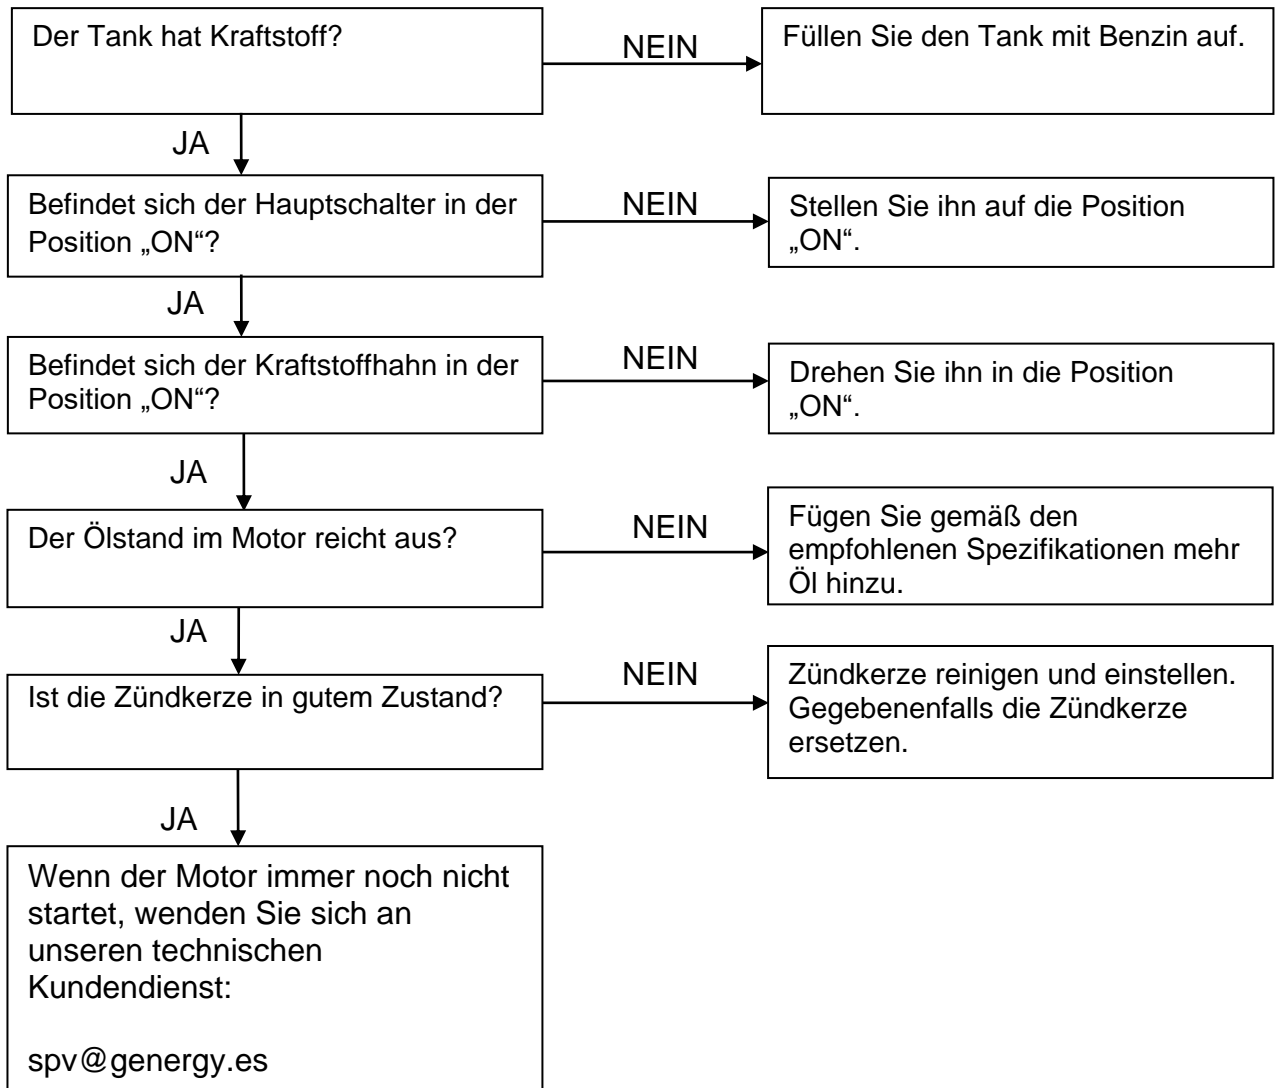 Der Tank hat Kraftstoff?
NEIN
Füllen Sie den Tank mit Benzin auf.
JA
Befindet sich der Hauptschalter in der
Position „ON“?
NEIN
Stellen Sie ihn auf die Position
„ON“.
JA
Befindet sich der Kraftstoffhahn in der
Position „ON“?
NEIN
Drehen Sie ihn in die Position
„ON“.
JA
Der Ölstand im Motor reicht aus?
NEIN
Fügen Sie gemäß den
empfohlenen Spezifikationen mehr
Öl hinzu.
JA
Ist die Zündkerze in gutem Zustand?
NEIN
Zündkerze reinigen und einstellen.
Gegebenenfalls die Zündkerze
ersetzen.
JA
Wenn der Motor immer noch nicht
startet, wenden Sie sich an
unseren technischen
Kundendienst:
spv@genergy.es